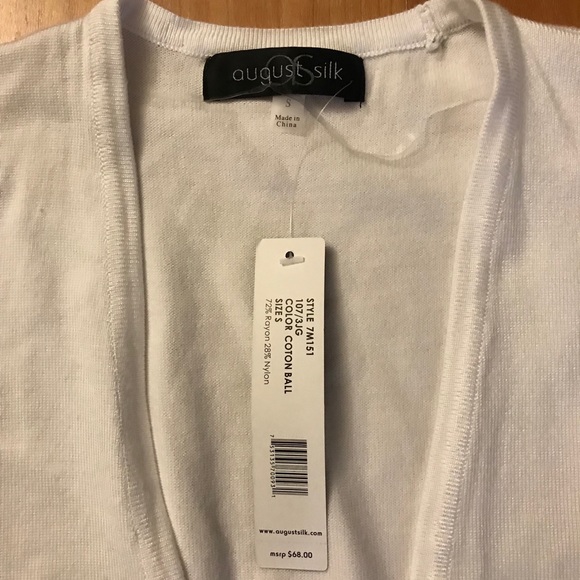 august silk
S
Made in
China
STYLE 7M151
107/3JG
COLOR COTON BALL
SIZE S
72% Rayon 28% Nylon
www.augustsilk.com
msrp $68.00